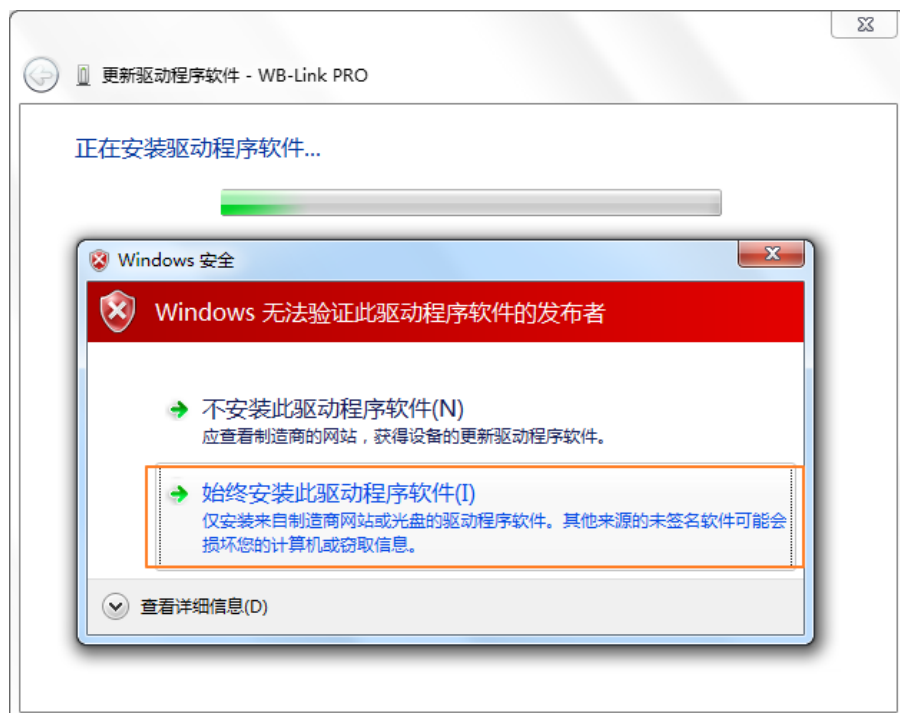 更新驱动程序软件 - WB-Link PRO
正在安装驱动程序软件...
Windows 安全
Windows 无法验证此驱动程序软件的发布者
不安装此驱动程序软件(N)
应查看制造商的网站，获得设备的更新驱动程序软件。
始终安装此驱动程序软件(I)
仅安装来自制造商网站或光盘的驱动程序软件。其他来源的未签名软件可能会
损坏您的计算机或窃取信息。
查看详细信息(D)